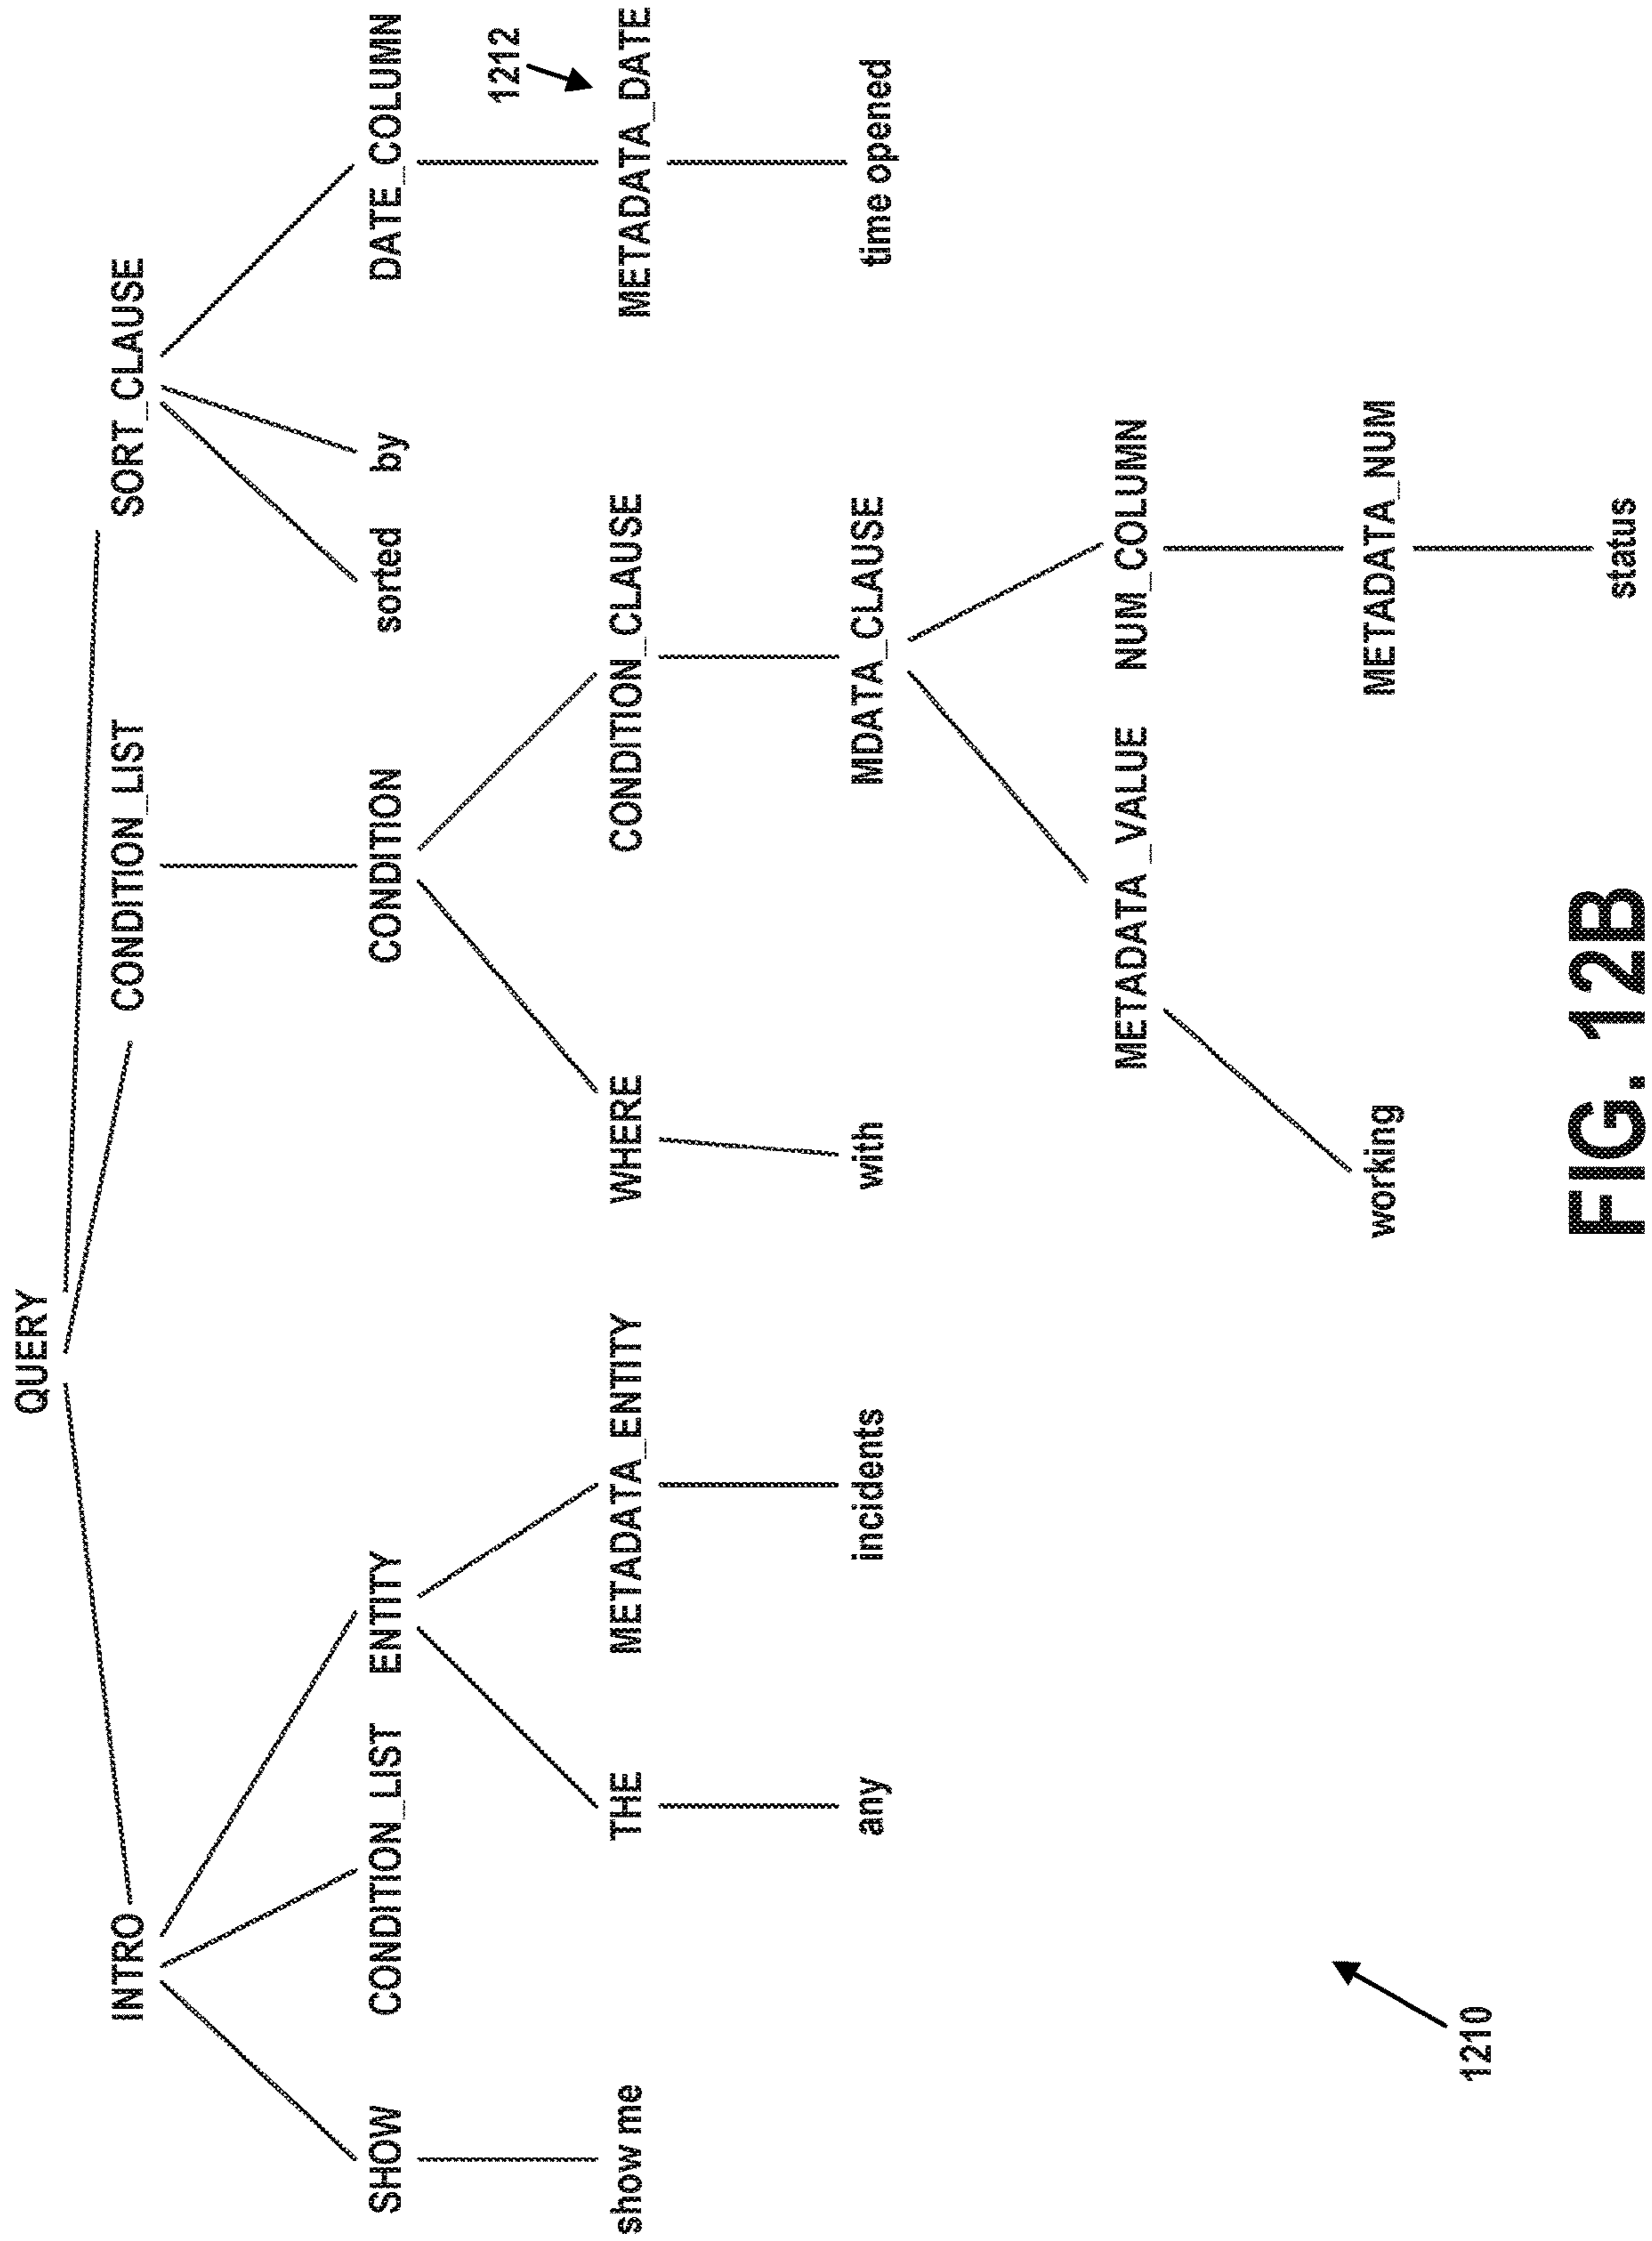 QUERY
INTRO CONDITION_LIST SORT_CLAUSE
SHOW CONDITION_LIST ENTITY CONDITION sorted by DATE_COLUMN
1212
show me THE METADATA_ENTITY WHERE CONDITION_CLAUSE METADATA_DATE
any incidents with MDATA_CLAUSE time opened
METADATA_VALUE NUM_COLUMN
working METADATA_NUM
1210
status
FIG. 12B